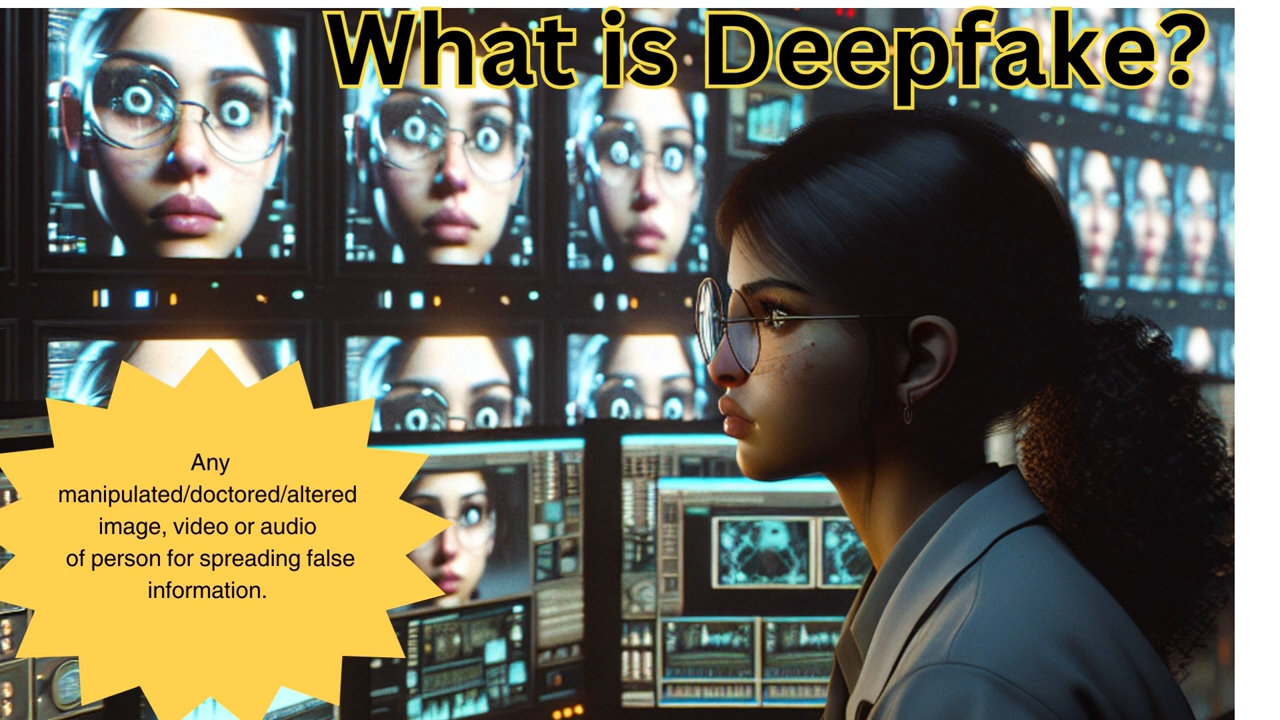 What is Deepfake?
Any
manipulated/doctored/altered
image, video or audio
of person for spreading false
information.